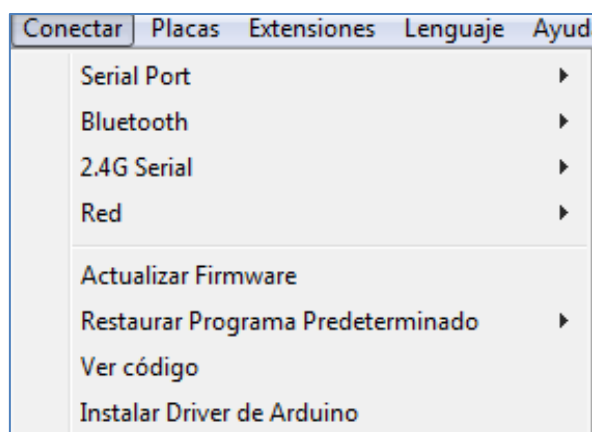 Conectar Placas Extensiones Lenguaje Ayud
Serial Port
Bluetooth
2.4G Serial
Red
Actualizar Firmware
Restaurar Programa Predeterminado
Ver código
Instalar Driver de Arduino